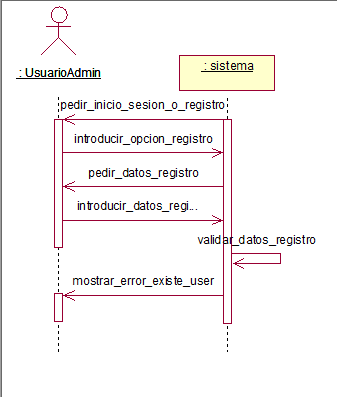 : UsuarioAdmin
: sistema
pedir_inicio_sesion_o_registro
introducir_opcion_registro
pedir_datos_registro
introducir_datos_regi...
validar_datos_registro
mostrar_error_existe_user